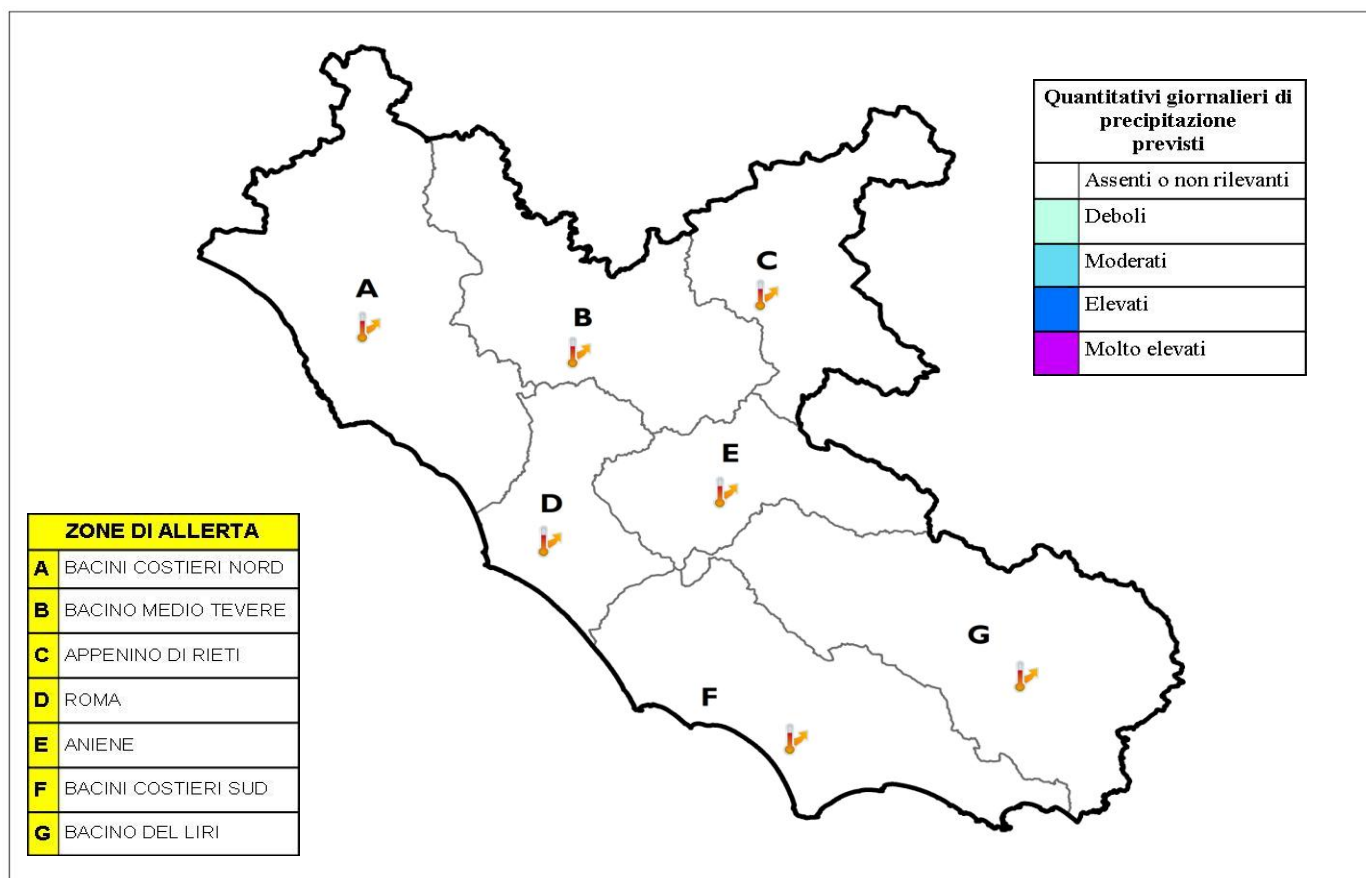 Quantitativi giornalieri di
precipitazione
previsti
Assenti o non rilevanti
Deboli
Moderati
Elevati
Molto elevati
A
B
C
D
E
F
G
ZONE DI ALLERTA
A BACINI COSTIERI NORD
B BACINO MEDIO TEVERE
C APPENINO DI RIETI
D ROMA
E ANIENE
F BACINI COSTIERI SUD
G BACINO DEL LIRI